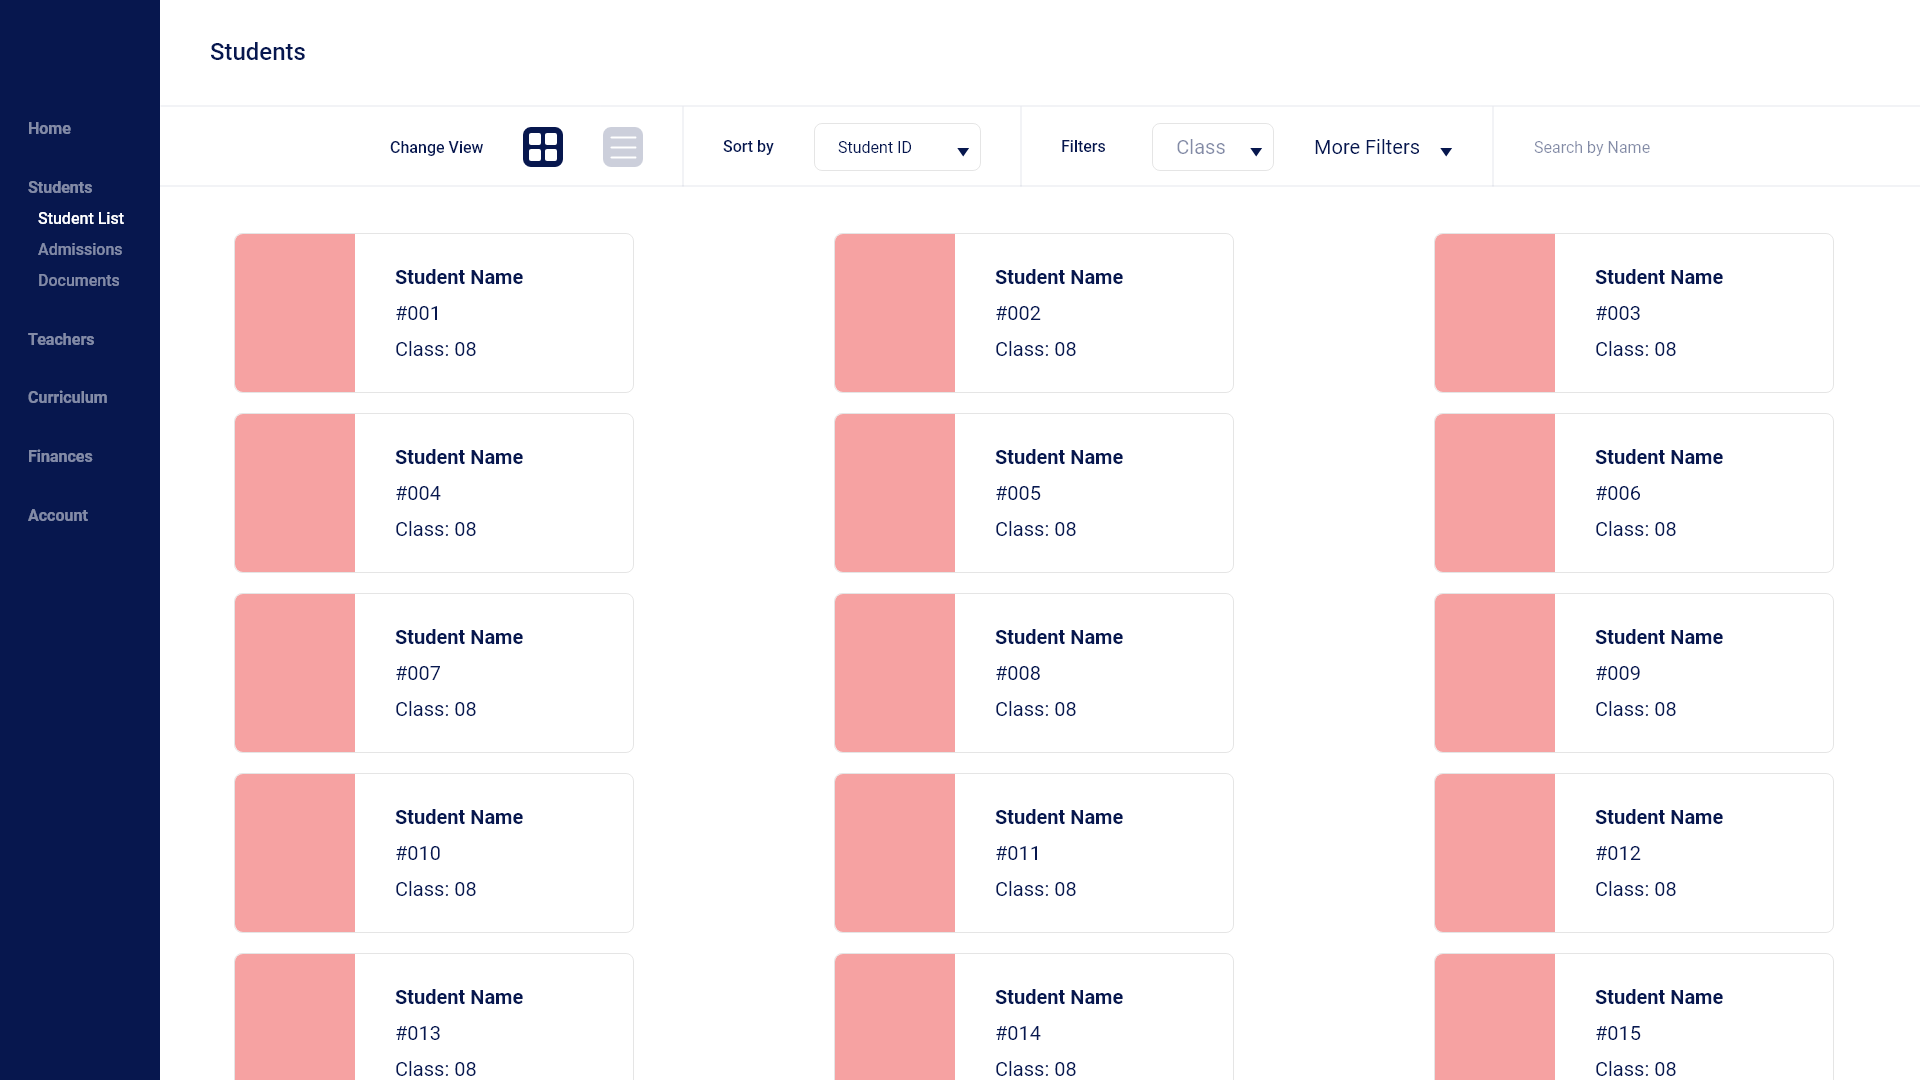 Students
Home
Students
Student List
Admissions
Documents
Teachers
Curriculum
Finances
Account
Change View
Sort by
Student ID
Filters
Class
More Filters
Search by Name
Student Name
#001
Class: 08
Student Name
#002
Class: 08
Student Name
#003
Class: 08
Student Name
#004
Class: 08
Student Name
#005
Class: 08
Student Name
#006
Class: 08
Student Name
#007
Class: 08
Student Name
#008
Class: 08
Student Name
#009
Class: 08
Student Name
#010
Class: 08
Student Name
#011
Class: 08
Student Name
#012
Class: 08
Student Name
#013
Class: 08
Student Name
#014
Class: 08
Student Name
#015
Class: 08